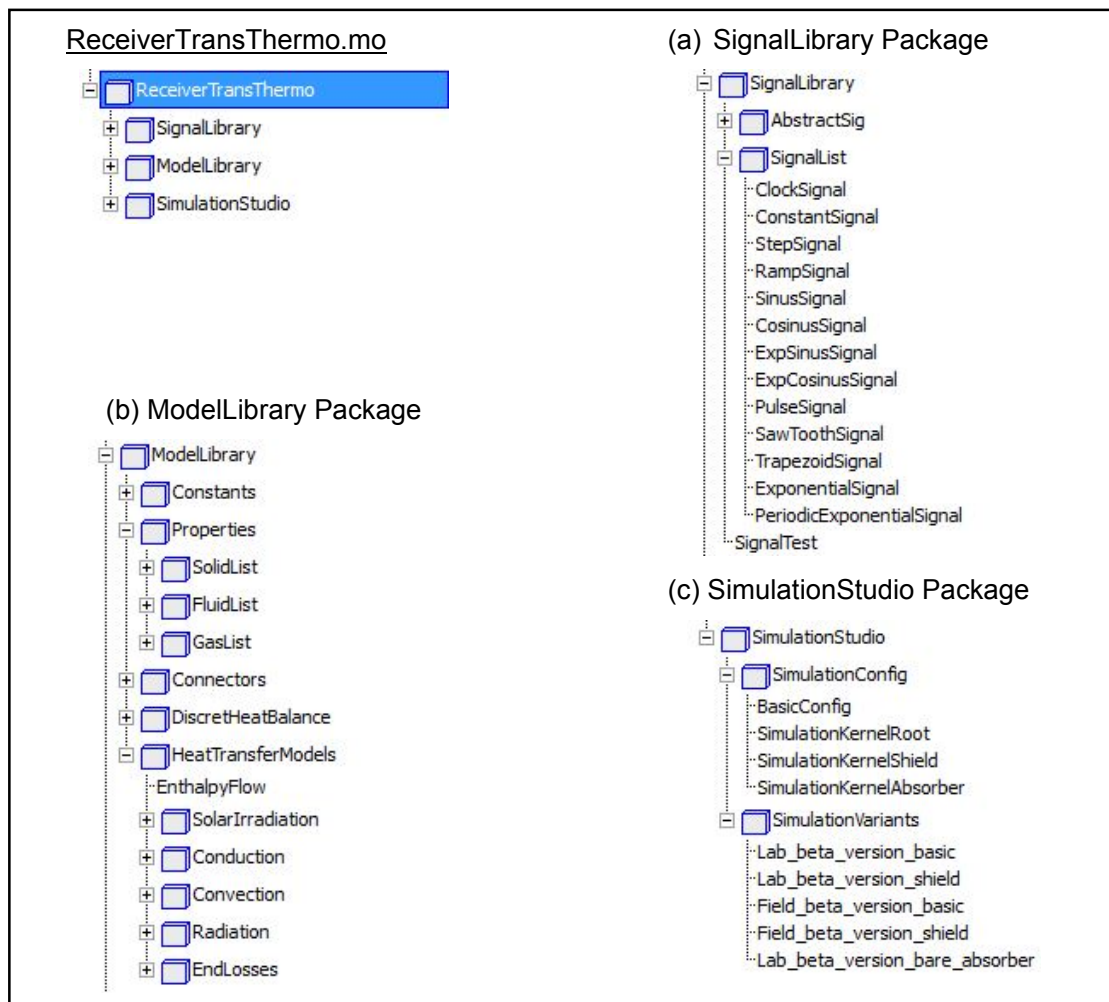 ReceiverTransThermo.mo
ReceiverTransThermo
SignalLibrary
ModelLibrary
SimulationStudio
(a) SignalLibrary Package
SignalLibrary
AbstractSig
SignalList
ClockSignal
ConstantSignal
StepSignal
RampSignal
SinusSignal
CosinusSignal
ExpSinusSignal
ExpCosinusSignal
PulseSignal
SawToothSignal
TrapezoidSignal
ExponentialSignal
PeriodicExponentialSignal
SignalTest
(b) ModelLibrary Package
ModelLibrary
Constants
Properties
SolidList
FluidList
GasList
Connectors
DiscretHeatBalance
HeatTransferModels
EnthalpyFlow
SolarIrradiation
Conduction
Convection
Radiation
EndLosses
(c) SimulationStudio Package
SimulationStudio
SimulationConfig
BasicConfig
SimulationKernelRoot
SimulationKernelShield
SimulationKernelAbsorber
SimulationVariants
Lab_beta_version_basic
Lab_beta_version_shield
Field_beta_version_basic
Field_beta_version_shield
Lab_beta_version_bare_absorber